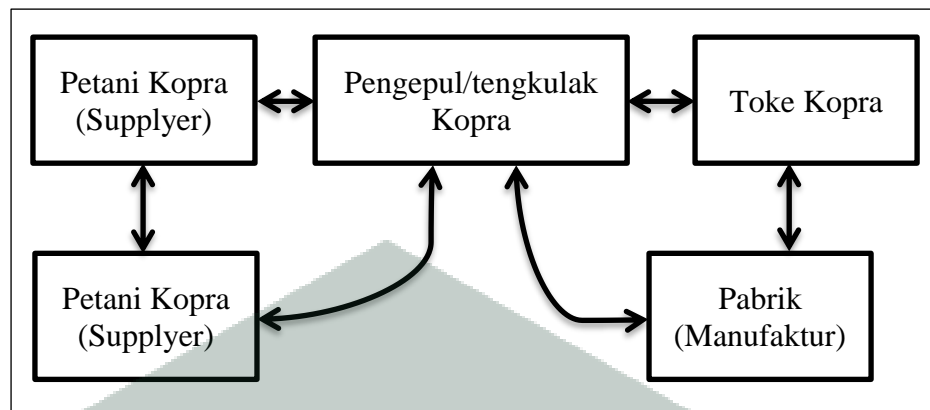 Petani Kopra
(Supplyer)
Pengepul/tengkulak
Kopra
Toke Kopra
Petani Kopra
(Supplyer)
Pabrik
(Manufaktur)